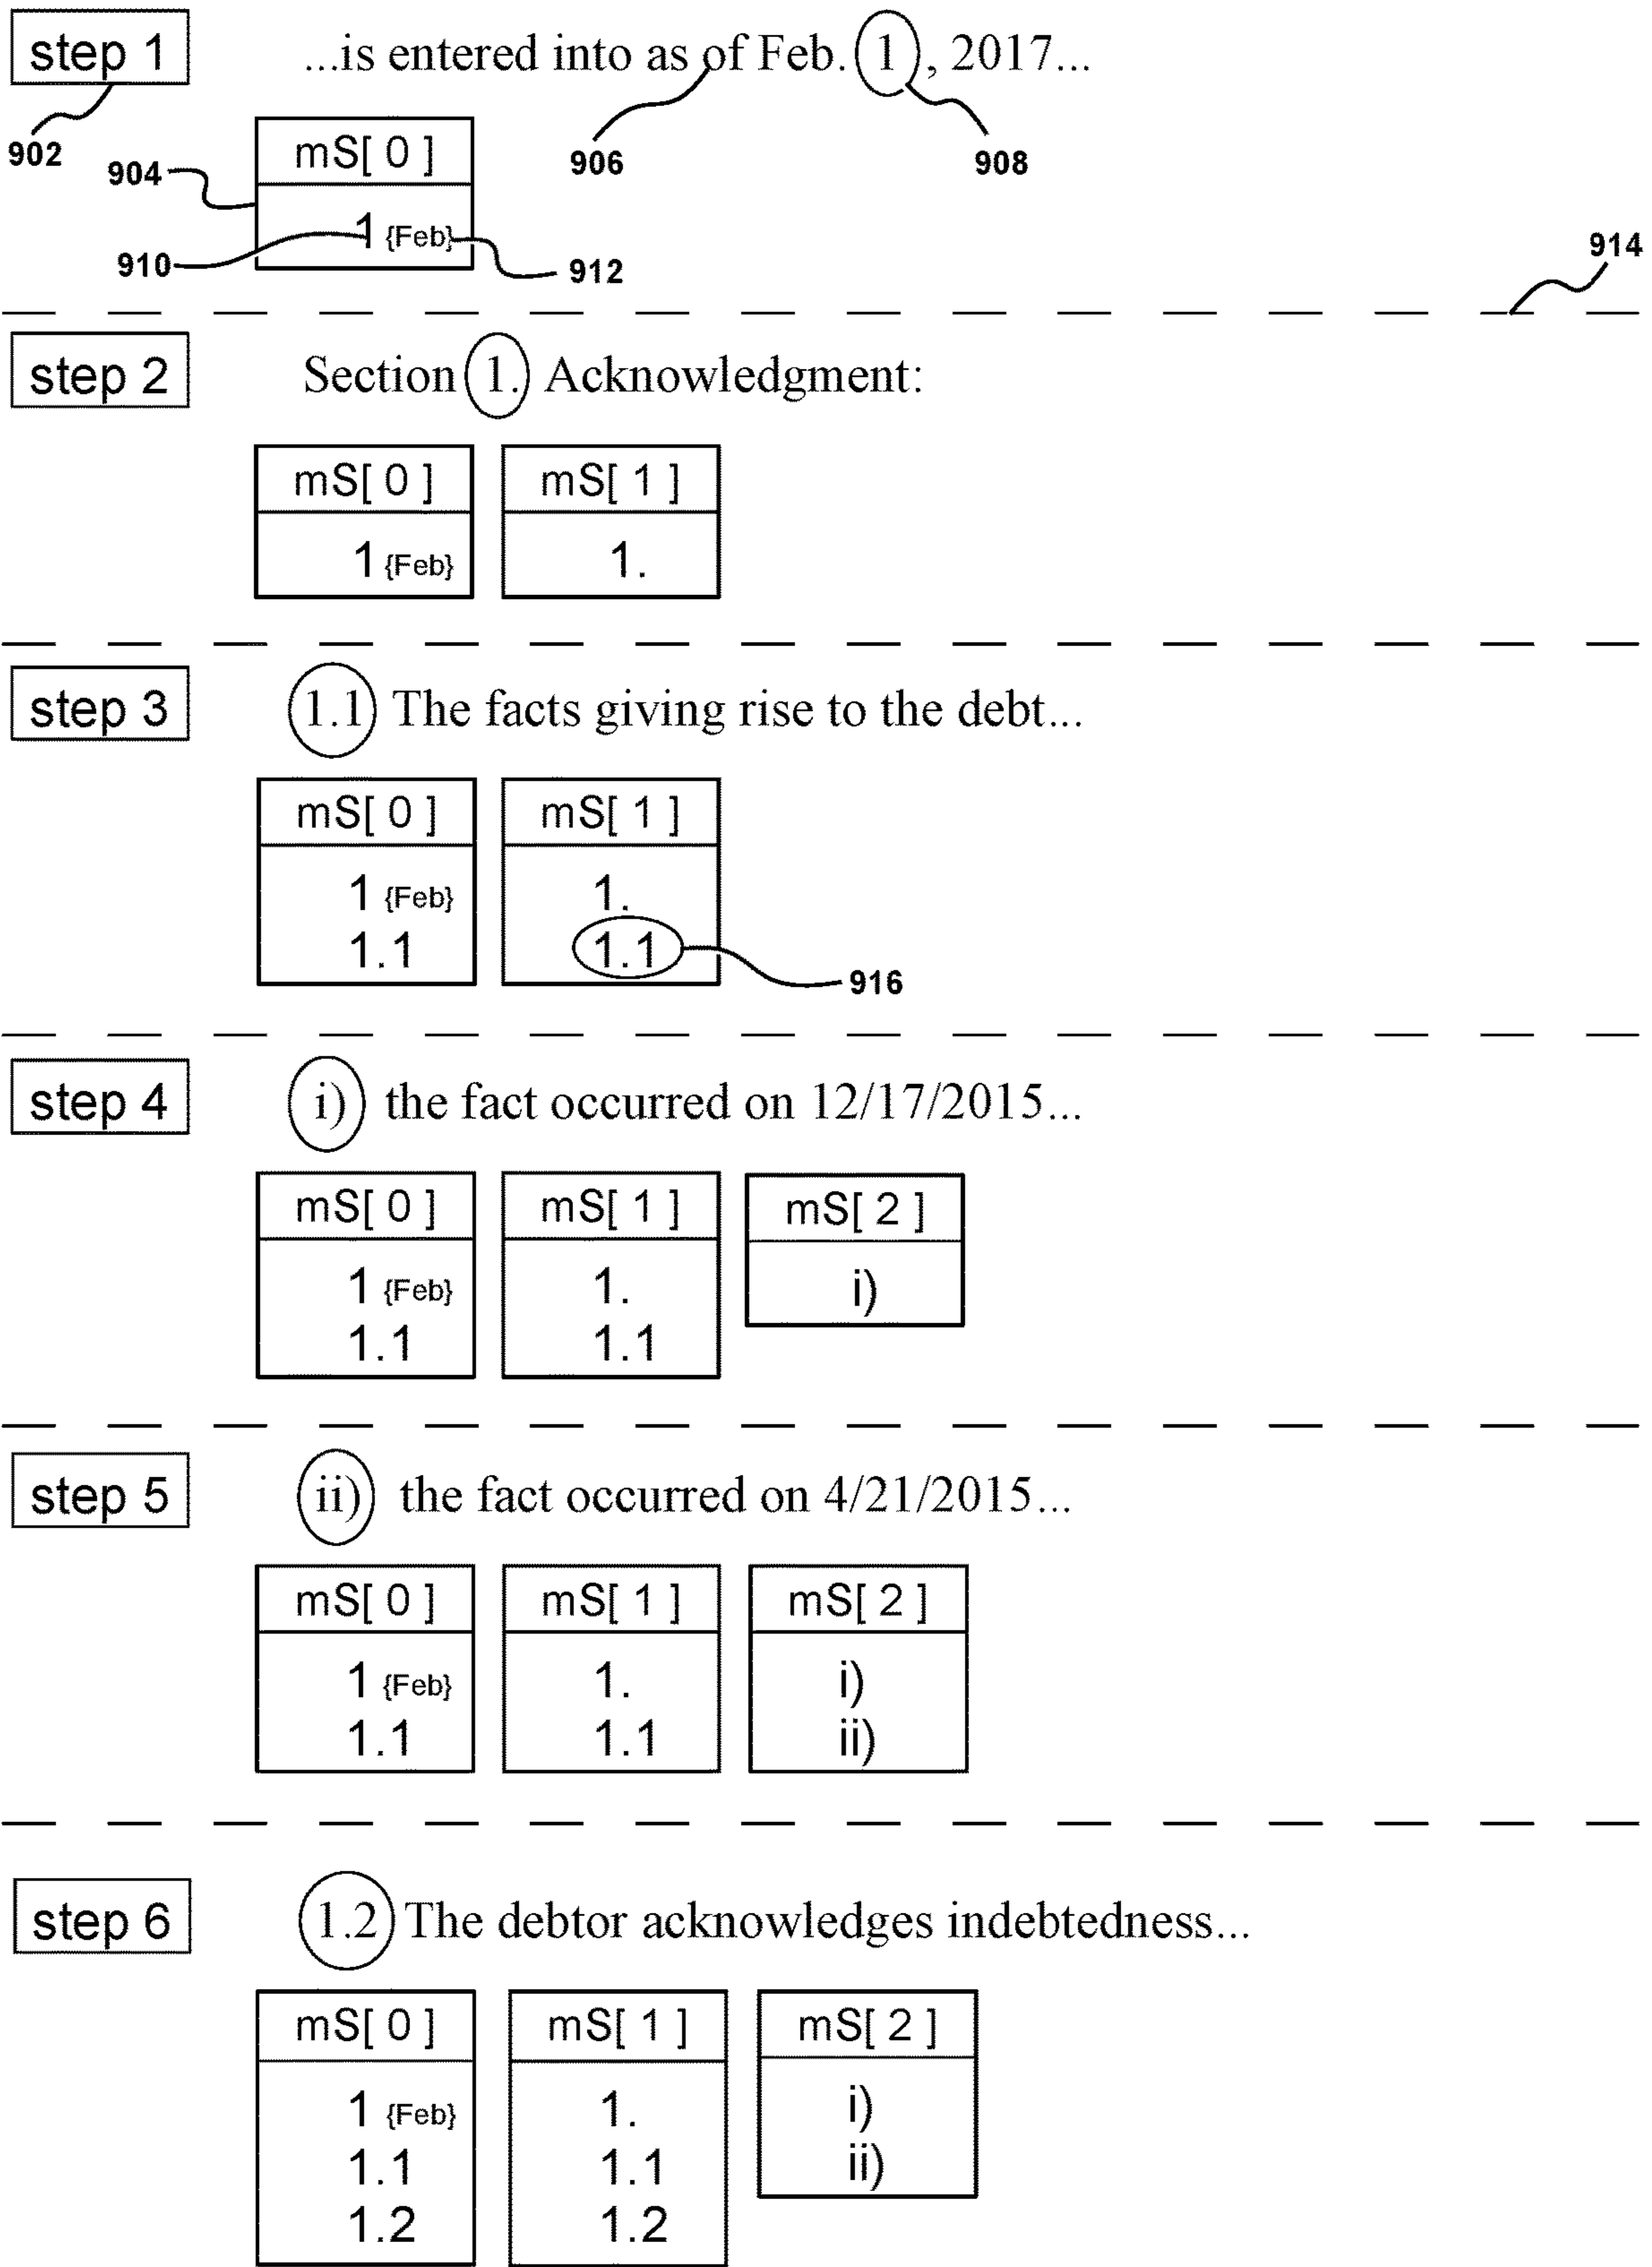 step 1 ...is entered into as of Feb. 1 , 2017...
902 906 908
mS[ 0 ]
904
1 {Feb}
910 912
914
step 2 Section 1. Acknowledgment:
mS[ 0 ] mS[ 1 ]
1 {Feb} 1.
step 3 1.1 The facts giving rise to the debt...
mS[ 0 ] mS[ 1 ]
1 {Feb} 1.
1.1 1.1
916
step 4 i) the fact occurred on 12/17/2015...
mS[ 0 ] mS[ 1 ] mS[ 2 ]
1 {Feb} 1. i)
1.1 1.1
step 5 ii) the fact occurred on 4/21/2015...
mS[ 0 ] mS[ 1 ] mS[ 2 ]
1 {Feb} 1. i)
1.1 1.1 ii)
step 6 1.2 The debtor acknowledges indebtedness...
mS[ 0 ] mS[ 1 ] mS[ 2 ]
1 {Feb} 1. i)
1.1 1.1 ii)
1.2 1.2